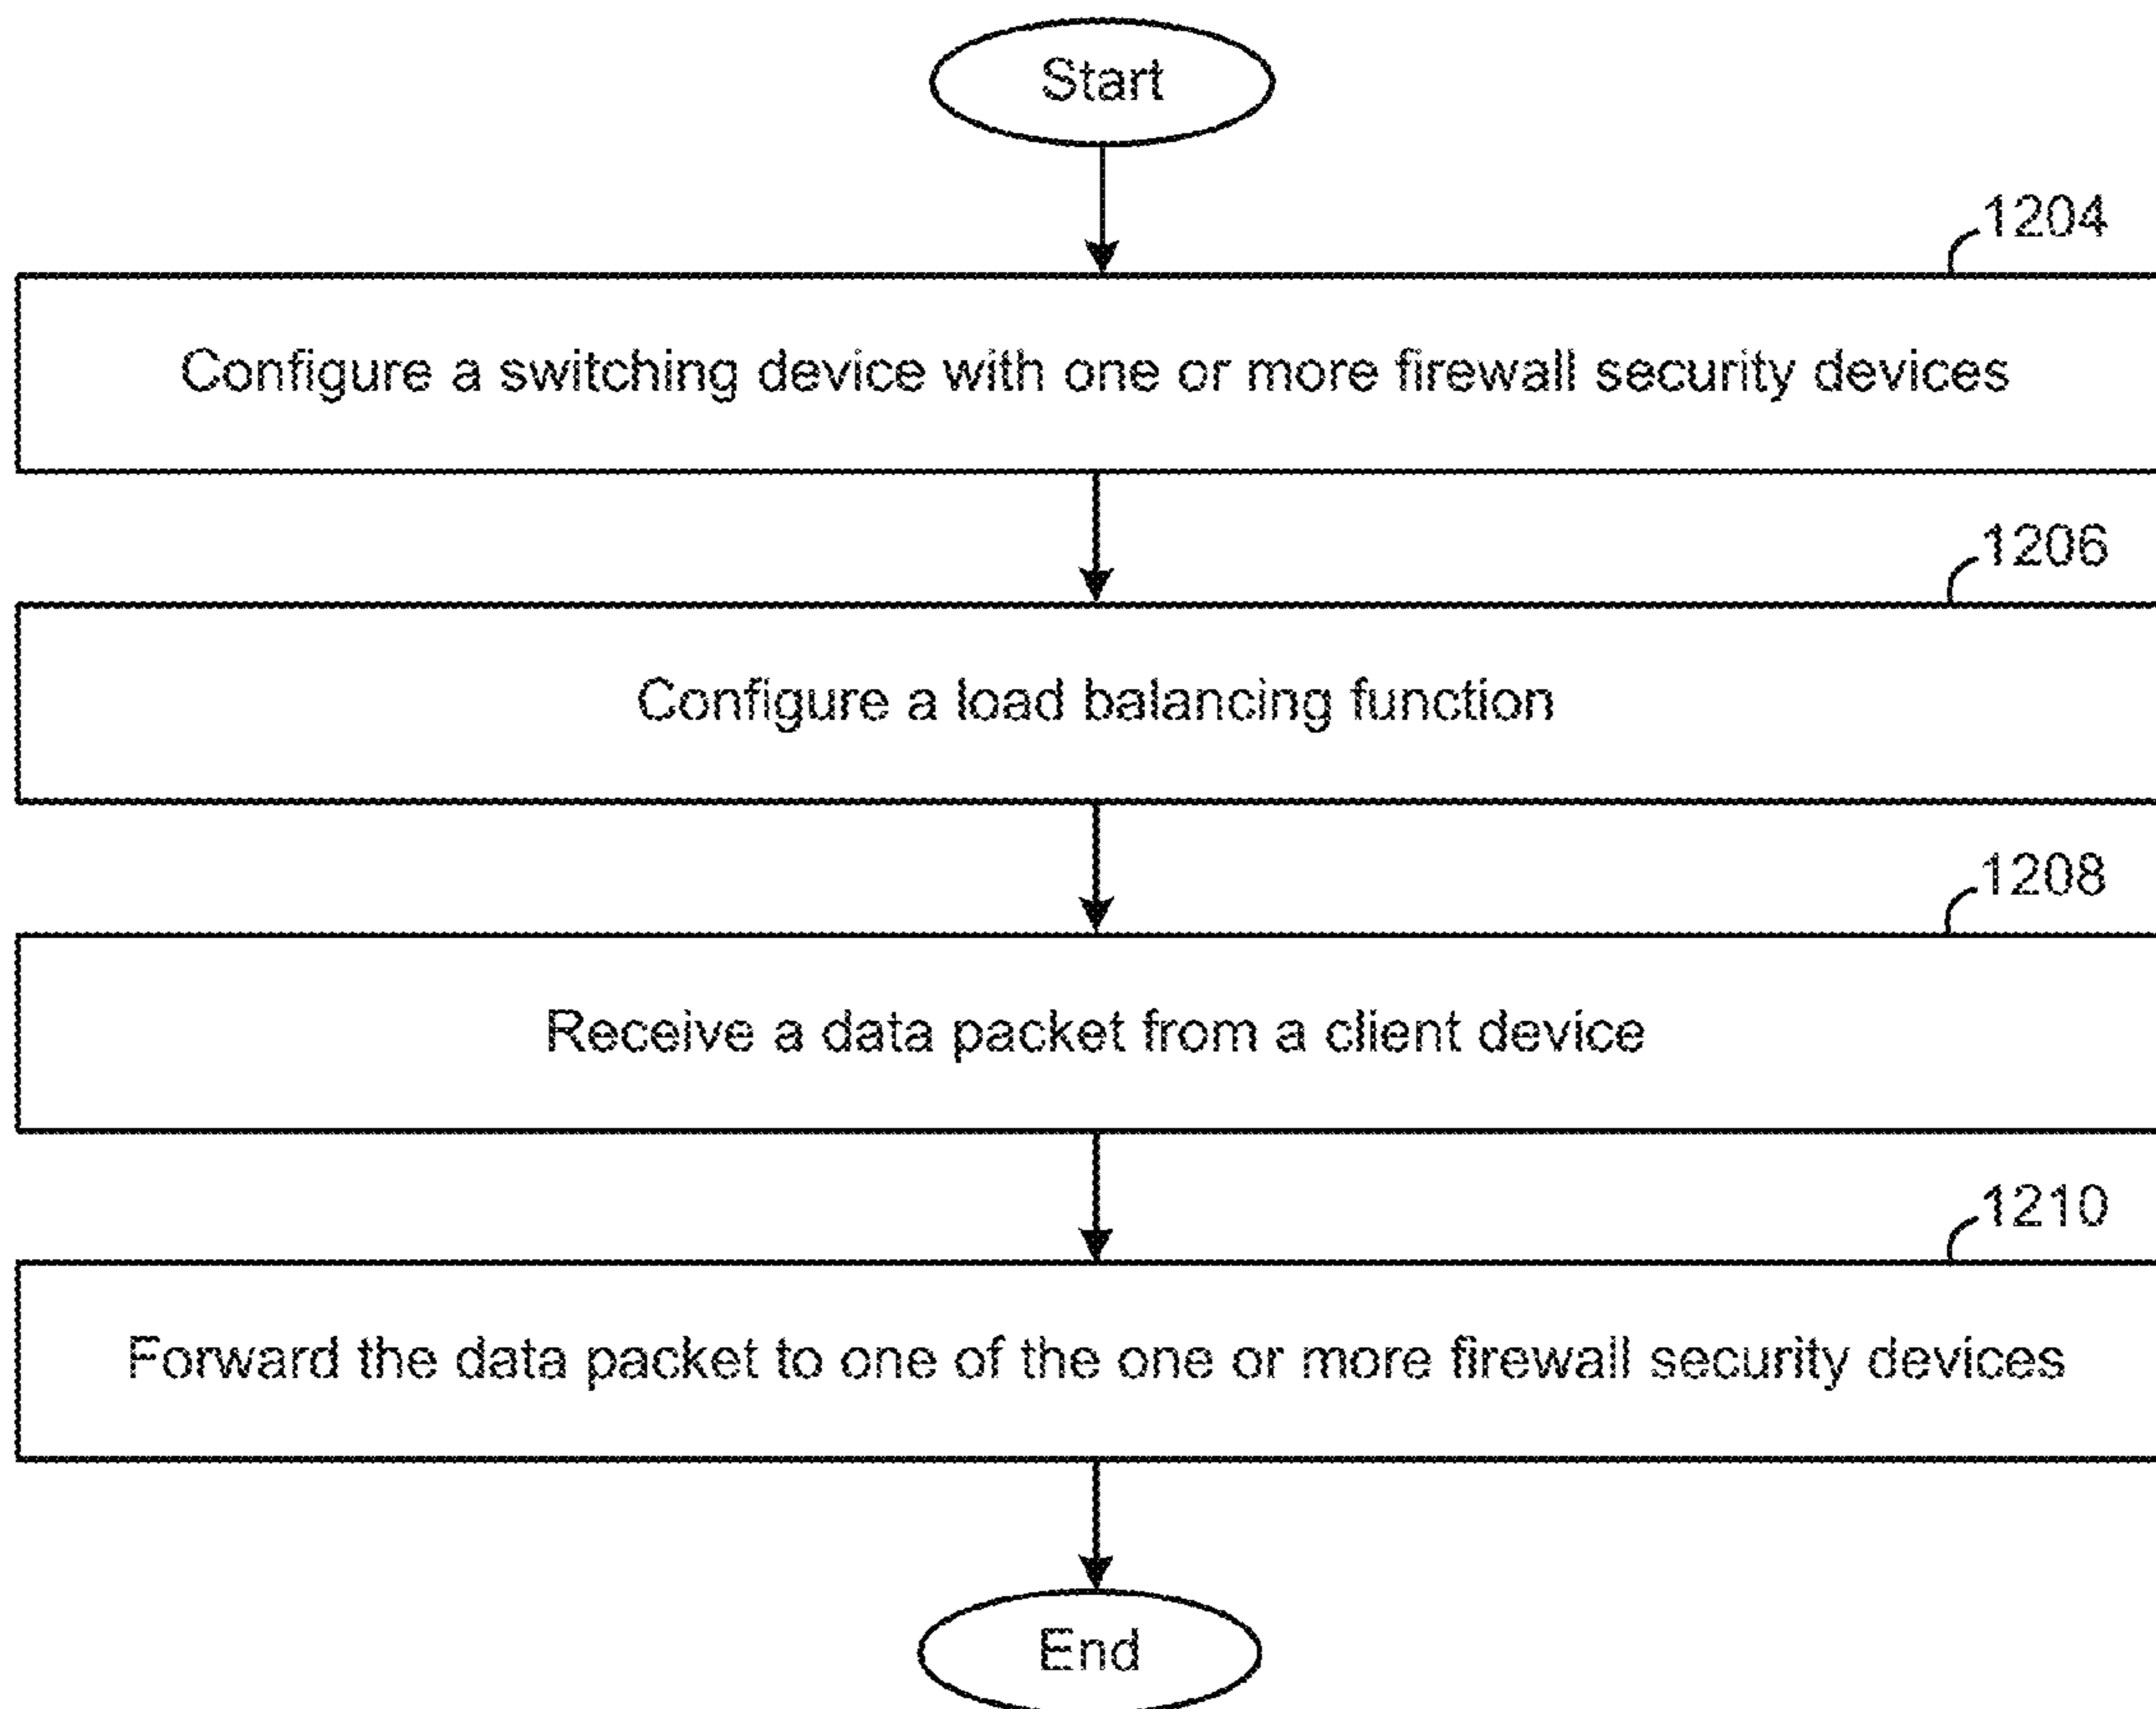 Start
1204
Configure a switching device with one or more firewall security devices
1206
Configure a load balancing function
1208
Receive a data packet from a client device
1210
Forward the data packet to one of the one or more firewall security devices
End